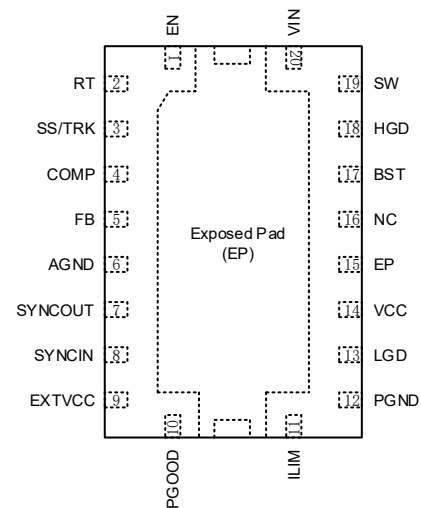 EN
VIN
1
20
RT 2
19 SW
SS/TRK 3
18 HGD
COMP 4
17 BST
FB 5
16 NC
Exposed Pad
(EP)
AGND 6
15 EP
SYNCOUT 7
14 VCC
SYNCIN 8
13 LGD
EXTVCC 9
12 PGND
10
11
PGOOD
ILIM